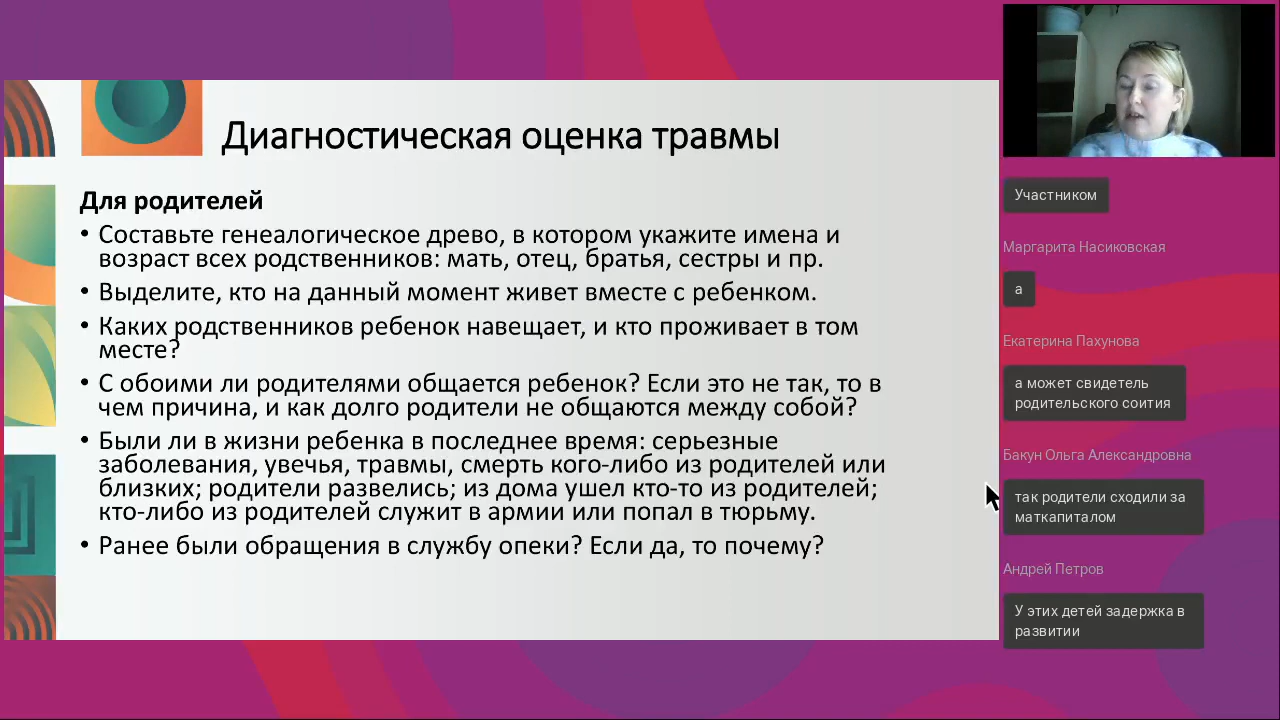 Диагностическая оценка травмы
Для родителей
• Составьте генеалогическое древо, в котором укажите имена и
возраст всех родственников: мать, отец, братья, сестры и пр.
• Выделите, кто на данный момент живет вместе с ребенком.
• Каких родственников ребенок навещает, и кто проживает в том
месте?
• С обоими ли родителями общается ребенок? Если это не так, то в
чем причина, и как долго родители не общаются между собой?
• Были ли в жизни ребенка в последнее время: серьезные
заболевания, увечья, травмы, смерть кого-либо из родителей или
близких; родители развелись; из дома ушел кто-то из родителей;
кто-либо из родителей служит в армии или попал в тюрьму.
• Ранее были обращения в службу опеки? Если да, то почему?
Участником
Маргарита Насиковская
а
Екатерина Пахунова
а может свидетель
родительского соития
Бакун Ольга Александровна
так родители сходили за
маткапиталом
Андрей Петров
У этих детей задержка в
развитии